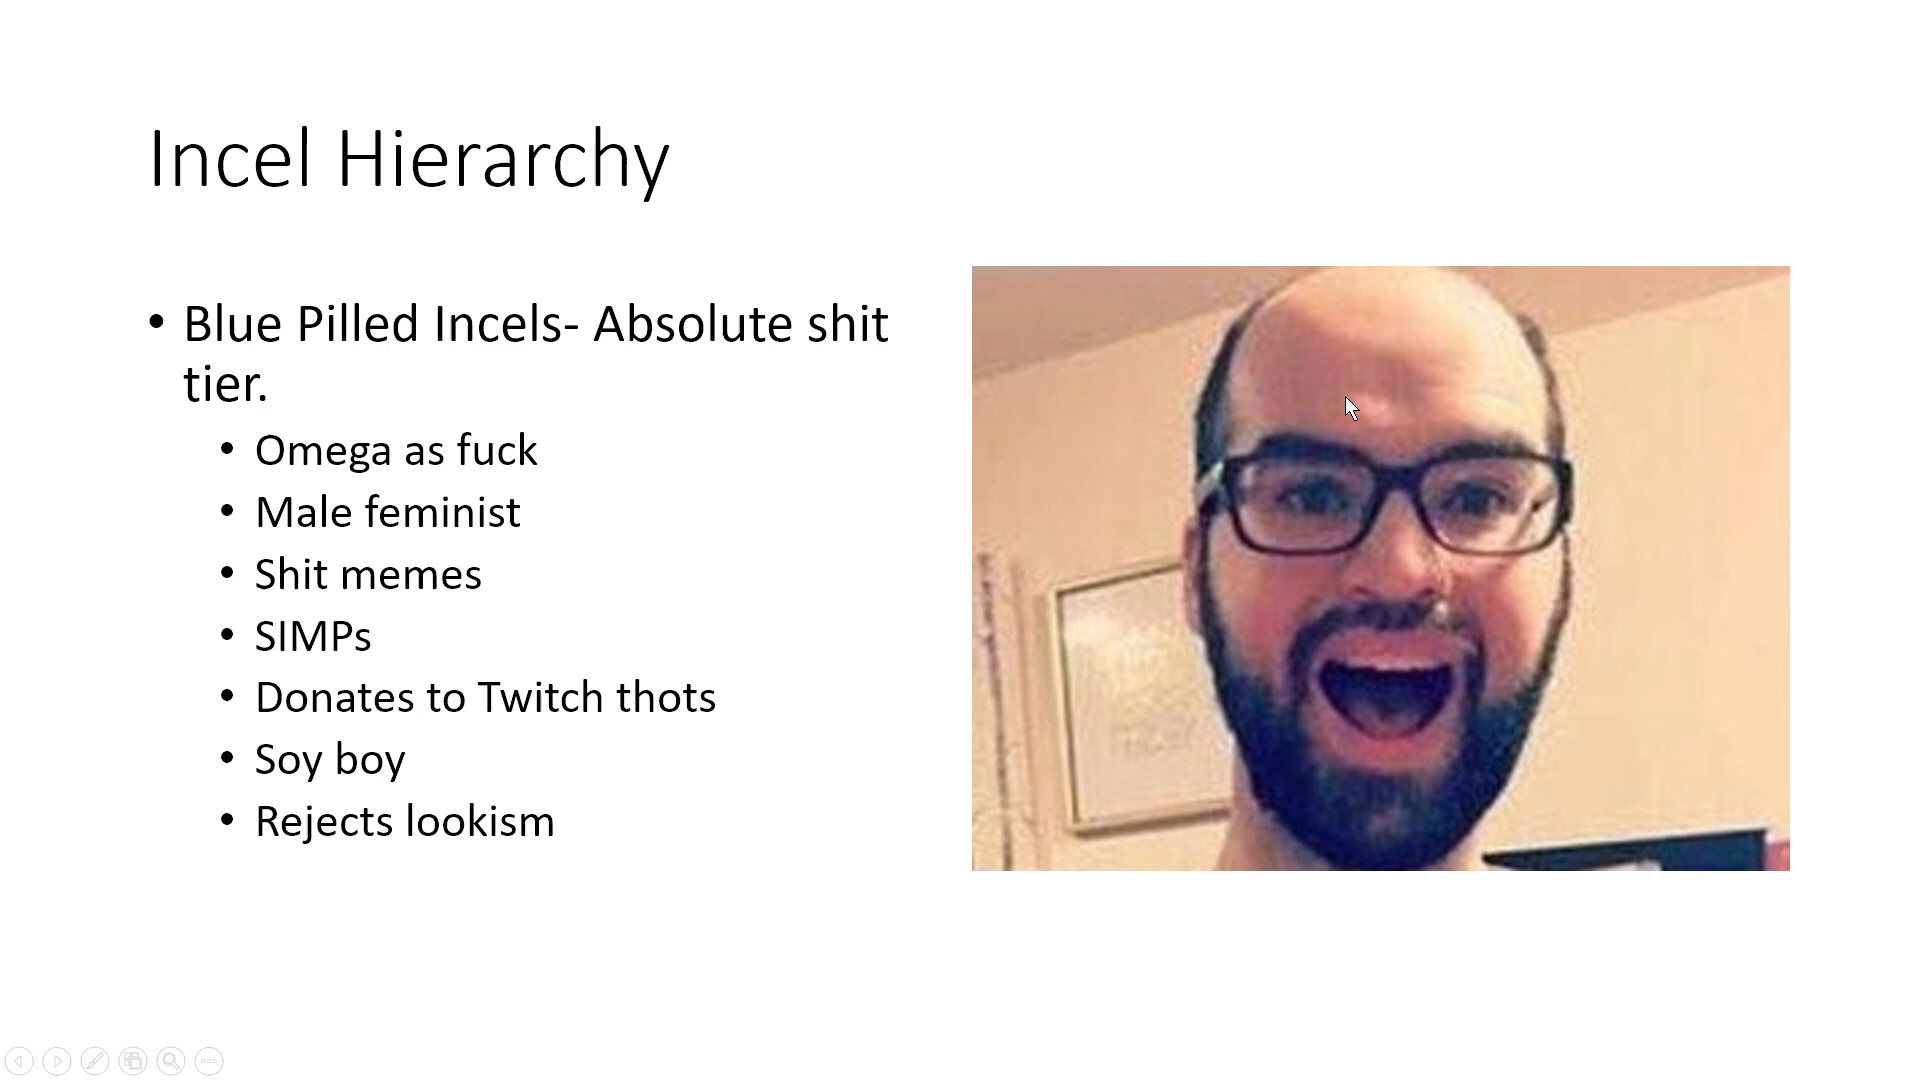 Incel Hierarchy
• Blue Pilled Incels- Absolute shit
tier.
• Omega as fuck
• Male feminist
• Shit memes
• SIMPs
• Donates to Twitch thots
• Soy boy
• Rejects lookism